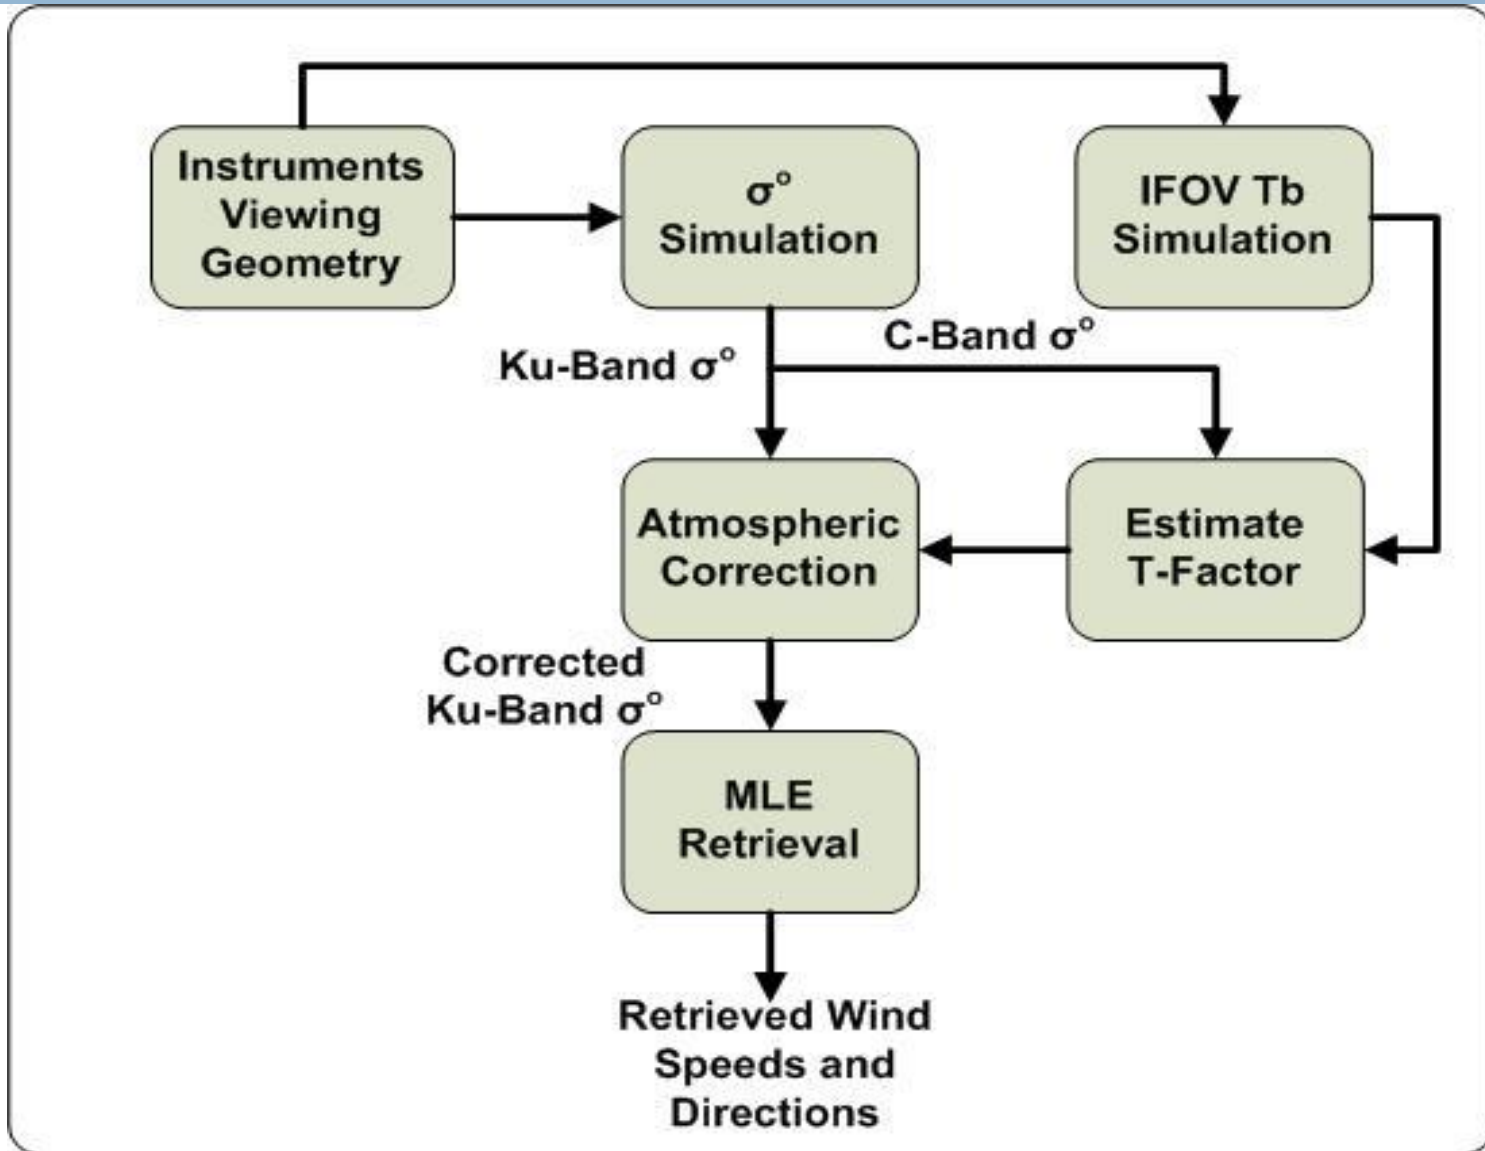 Instruments
Viewing
Geometry
σ°
Simulation
IFOV Tb
Simulation
C-Band σ°
Ku-Band σ°
Atmospheric
Correction
Estimate
T-Factor
Corrected
Ku-Band σ°
MLE
Retrieval
Retrieved Wind
Speeds and
Directions